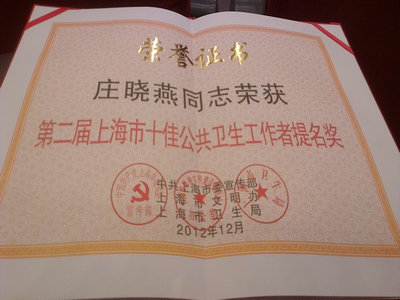 荣誉证书
庄晓燕同志荣获
第二届上海市十佳公共卫生工作者提名奖
中共上海市委宣传部
上海市文明办
上海市卫生局
2012年12月